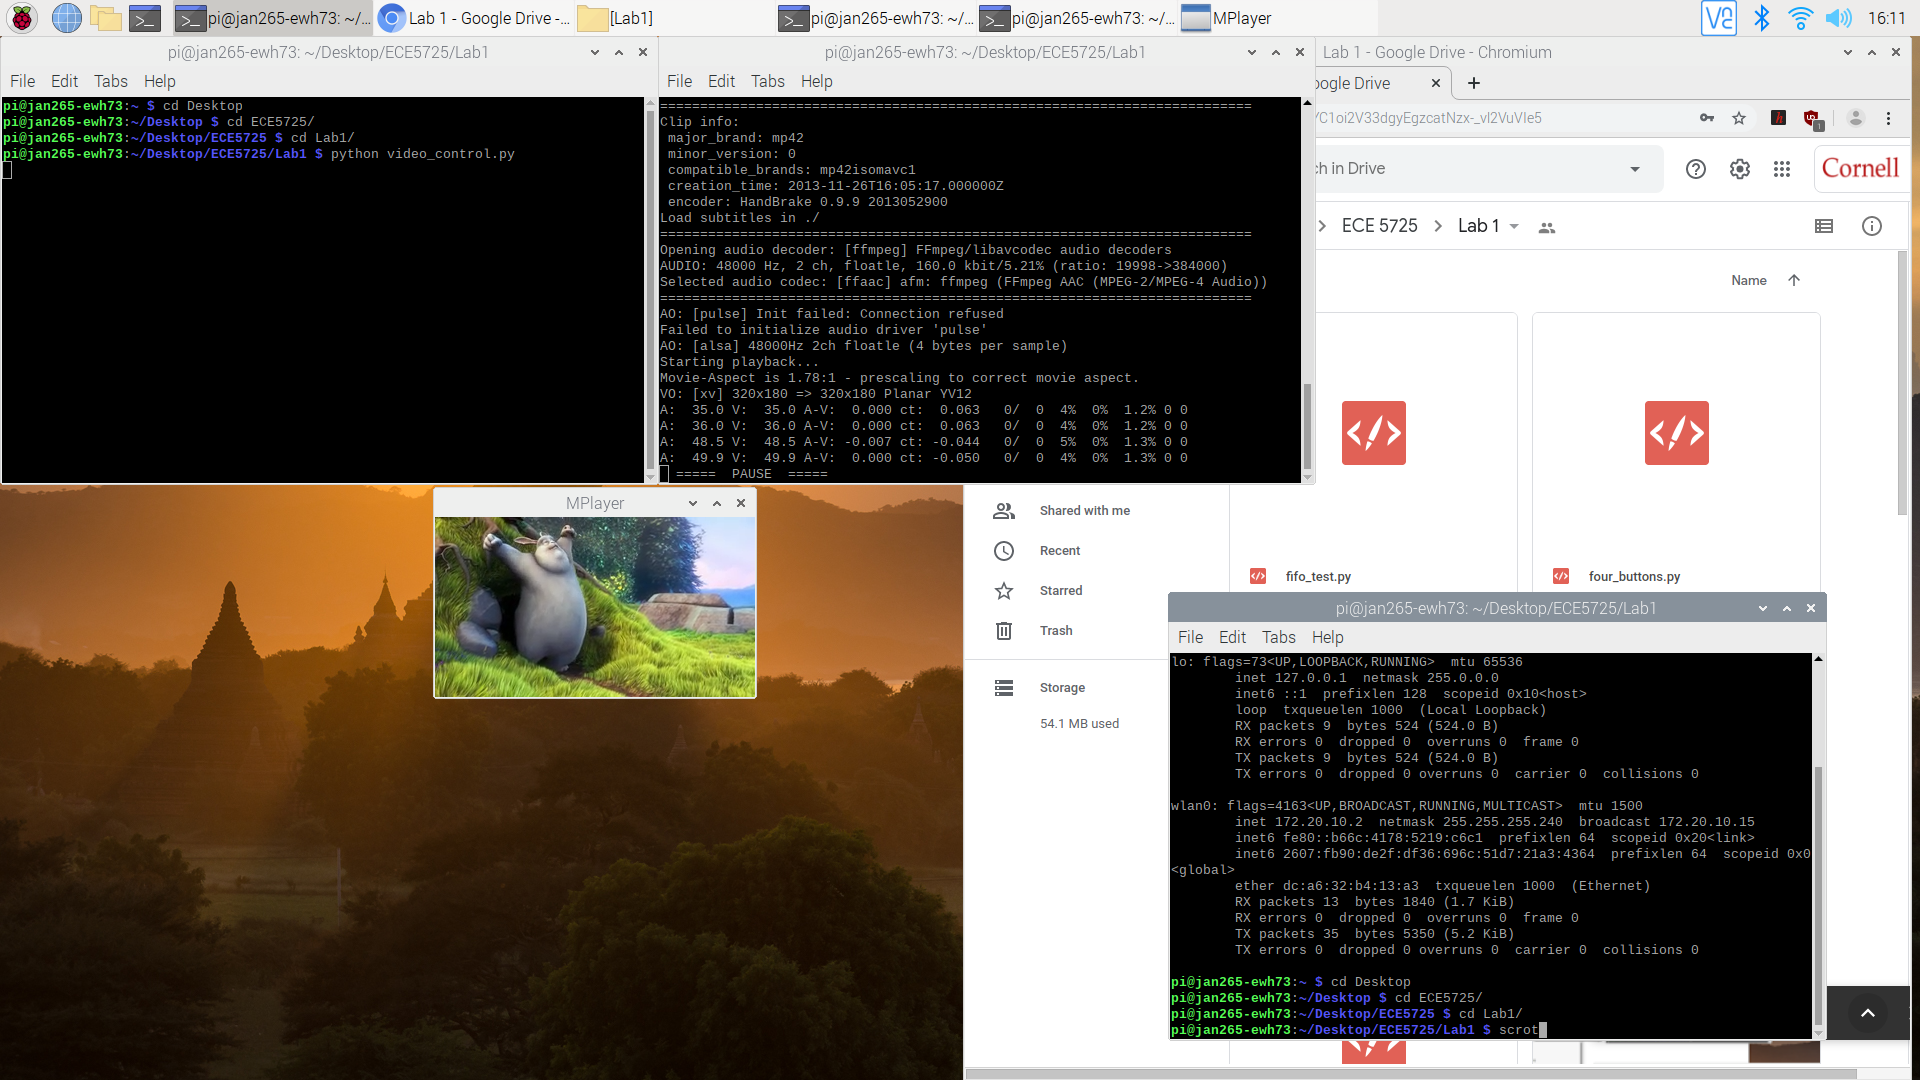 pi@jan265-ewh73: ~/...
Lab 1 - Google Drive -...
[Lab1]
pi@jan265-ewh73: ~/...
pi@jan265-ewh73: ~/...
MPlayer
16:11
pi@jan265-ewh73: ~/Desktop/ECE5725/Lab1
File Edit Tabs Help
pi@jan265-ewh73:~ $ cd Desktop
pi@jan265-ewh73:~/Desktop $ cd ECE5725/
pi@jan265-ewh73:~/Desktop/ECE5725 $ cd Lab1/
pi@jan265-ewh73:~/Desktop/ECE5725/Lab1 $ python video_control.py
pi@jan265-ewh73: ~/Desktop/ECE5725/Lab1
File Edit Tabs Help
==========================================================================
Clip info:
major_brand: mp42
minor_version: 0
compatible_brands: mp42isomavc1
creation_time: 2013-11-26T16:05:17.000000Z
encoder: HandBrake 0.9.9 2013052900
Load subtitles in ./
==========================================================================
Opening audio decoder: [ffmpeg] FFmpeg/libavcodec audio decoders
AUDIO: 48000 Hz, 2 ch, floatle, 160.0 kbit/5.21% (ratio: 19998->384000)
Selected audio codec: [ffaac] afm: ffmpeg (FFmpeg AAC (MPEG-2/MPEG-4 Audio))
==========================================================================
AO: [pulse] Init failed: Connection refused
Failed to initialize audio driver 'pulse'
AO: [alsa] 48000Hz 2ch floatle (4 bytes per sample)
Starting playback...
Movie-Aspect is 1.78:1 - prescaling to correct movie aspect.
VO: [xv] 320x180 => 320x180 Planar YV12
A:  35.0 V:  35.0 A-V:  0.000 ct:  0.063   0/  0  4%  0%  1.2% 0 0
A:  36.0 V:  36.0 A-V:  0.000 ct:  0.063   0/  0  4%  0%  1.2% 0 0
A:  48.5 V:  48.5 A-V: -0.007 ct: -0.044   0/  0  5%  0%  1.3% 0 0
A:  49.9 V:  49.9 A-V:  0.000 ct: -0.050   0/  0  4%  0%  1.3% 0 0
=====  PAUSE  =====
Lab 1 - Google Drive - Chromium
oogle Drive
/C1oi2V33dgyEgzcatNzx-_vI2VuVIe5
ch in Drive
Cornell
ECE 5725
Lab 1
Name
MPlayer
Shared with me
Recent
Starred
Trash
Storage
54.1 MB used
fifo_test.py
four_buttons.py
pi@jan265-ewh73: ~/Desktop/ECE5725/Lab1
File Edit Tabs Help
lo: flags=73<UP,LOOPBACK,RUNNING>  mtu 65536
inet 127.0.0.1  netmask 255.0.0.0
inet6 ::1  prefixlen 128  scopeid 0x10<host>
loop  txqueuelen 1000  (Local Loopback)
RX packets 9  bytes 524 (524.0 B)
RX errors 0  dropped 0  overruns 0  frame 0
TX packets 9  bytes 524 (524.0 B)
TX errors 0  dropped 0 overruns 0  carrier 0  collisions 0
wlan0: flags=4163<UP,BROADCAST,RUNNING,MULTICAST>  mtu 1500
inet 172.20.10.2  netmask 255.255.255.240  broadcast 172.20.10.15
inet6 fe80::b66c:4178:5219:c6c1  prefixlen 64  scopeid 0x20<link>
inet6 2607:fb90:de2f:df36:696c:51d7:21a3:4364  prefixlen 64  scopeid 0x0
<global>
ether dc:a6:32:b4:13:a3  txqueuelen 1000  (Ethernet)
RX packets 13  bytes 1840 (1.7 KiB)
RX errors 0  dropped 0  overruns 0  frame 0
TX packets 35  bytes 5350 (5.2 KiB)
TX errors 0  dropped 0 overruns 0  carrier 0  collisions 0
pi@jan265-ewh73:~ $ cd Desktop
pi@jan265-ewh73:~/Desktop $ cd ECE5725/
pi@jan265-ewh73:~/Desktop/ECE5725 $ cd Lab1/
pi@jan265-ewh73:~/Desktop/ECE5725/Lab1 $ scrot